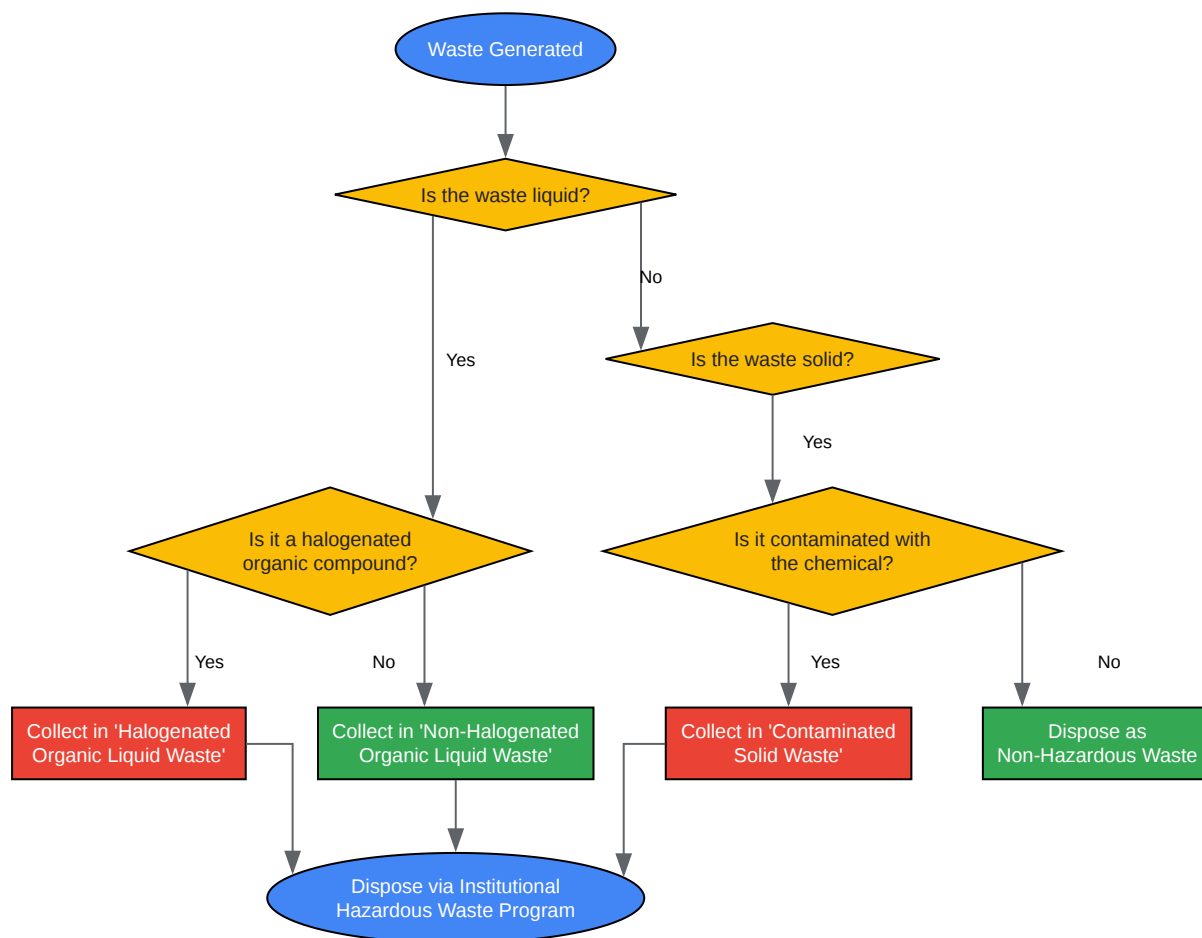 Waste Generated
Is the waste liquid?
No
Yes
Is the waste solid?
Yes
Is it a halogenated
organic compound?
Is it contaminated with
the chemical?
Yes
No
Yes
No
Collect in 'Halogenated
Organic Liquid Waste'
Collect in 'Non-Halogenated
Organic Liquid Waste'
Collect in 'Contaminated
Solid Waste'
Dispose as
Non-Hazardous Waste
Dispose via Institutional
Hazardous Waste Program